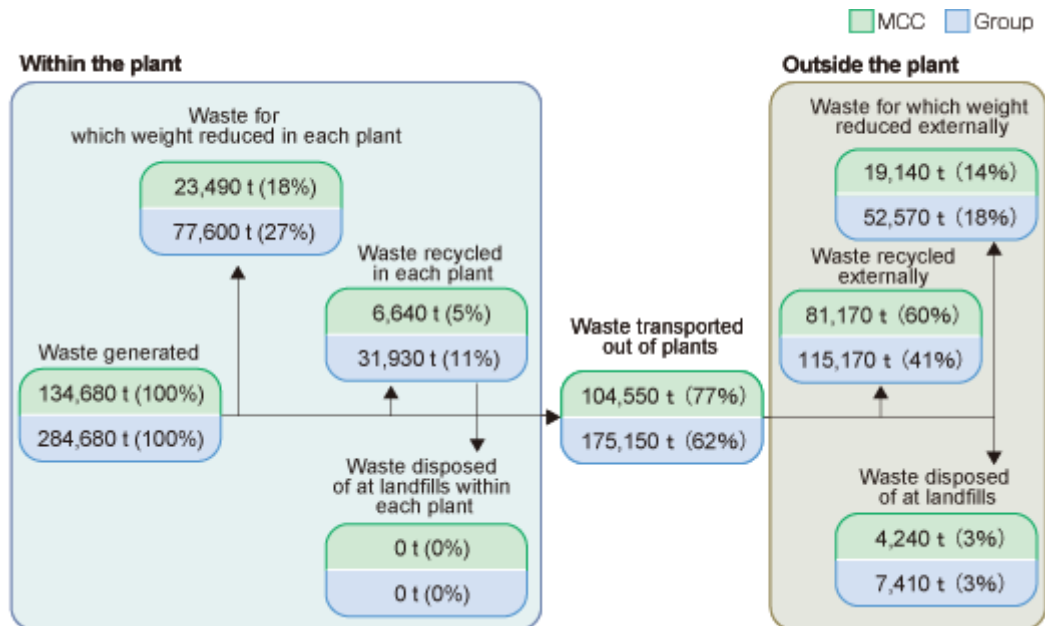 MCC Group
Within the plant
Outside the plant
Waste for
which weight reduced in each plant
23,490 t (18%)
77,600 t (27%)
Waste recycled
in each plant
6,640 t (5%)
31,930 t (11%)
Waste generated
134,680 t (100%)
284,680 t (100%)
Waste disposed
of at landfills within
each plant
0 t (0%)
0 t (0%)
Waste transported
out of plants
104,550 t (77%)
175,150 t (62%)
Waste for which weight
reduced externally
19,140 t (14%)
52,570 t (18%)
Waste recycled
externally
81,170 t (60%)
115,170 t (41%)
Waste disposed
of at landfills
4,240 t (3%)
7,410 t (3%)